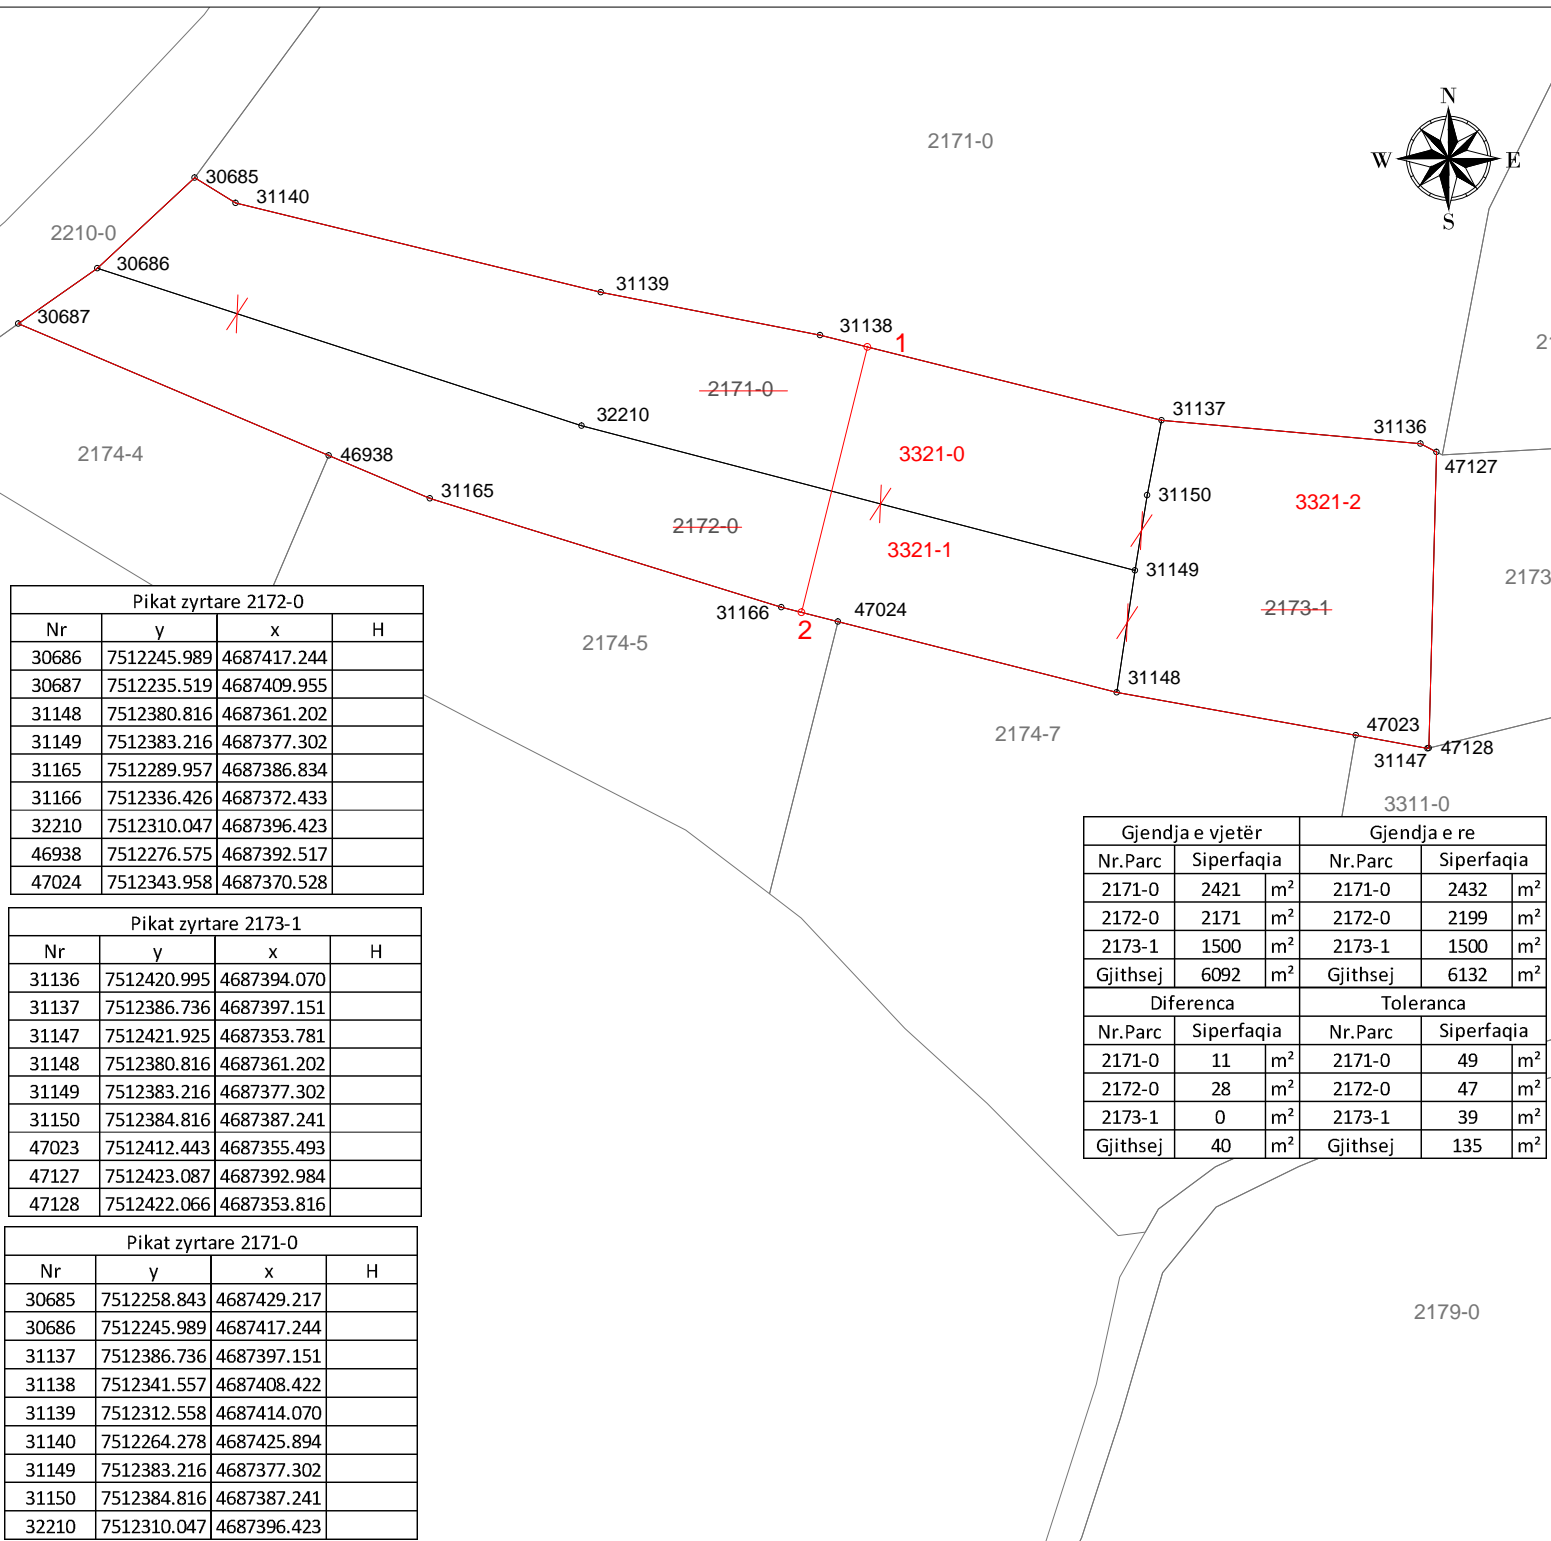 N
W E
S
2171-0
30685
31140
2210-0
30686
31139
30687
31138
1
2171-0
31137
31136
32210
3321-0
47127
2174-4
46938
31165
31150
3321-2
2172-0
3321-1
31149
2173
2173-1
31166
2
47024
2174-5
31148
2174-7
47023
31147
47128
3311-0
2179-0
Pikat zyrtare 2172-0
Nr y x H
30686 7512245.989 4687417.244
30687 7512235.519 4687409.955
31148 7512380.816 4687361.202
31149 7512383.216 4687377.302
31165 7512289.957 4687386.834
31166 7512336.426 4687372.433
32210 7512310.047 4687396.423
46938 7512276.575 4687392.517
47024 7512343.958 4687370.528
Pikat zyrtare 2173-1
Nr y x H
31136 7512420.995 4687394.070
31137 7512386.736 4687397.151
31147 7512421.925 4687353.781
31148 7512380.816 4687361.202
31149 7512383.216 4687377.302
31150 7512384.816 4687387.241
47023 7512412.443 4687355.493
47127 7512423.087 4687392.984
47128 7512422.066 4687353.816
Pikat zyrtare 2171-0
Nr y x H
30685 7512258.843 4687429.217
30686 7512245.989 4687417.244
31137 7512386.736 4687397.151
31138 7512341.557 4687408.422
31139 7512312.558 4687414.070
31140 7512264.278 4687425.894
31149 7512383.216 4687377.302
31150 7512384.816 4687387.241
32210 7512310.047 4687396.423
Gjendja e vjetër Gjendja e re
Nr.Parc Siperfaqia Nr.Parc Siperfaqia
2171-0 2421 m² 2171-0 2432 m²
2172-0 2171 m² 2172-0 2199 m²
2173-1 1500 m² 2173-1 1500 m²
Gjithsej 6092 m² Gjithsej 6132 m²
Diferenca Toleranca
Nr.Parc Siperfaqia Nr.Parc Siperfaqia
2171-0 11 m² 2171-0 49 m²
2172-0 28 m² 2172-0 47 m²
2173-1 0 m² 2173-1 39 m²
Gjithsej 40 m² Gjithsej 135 m²